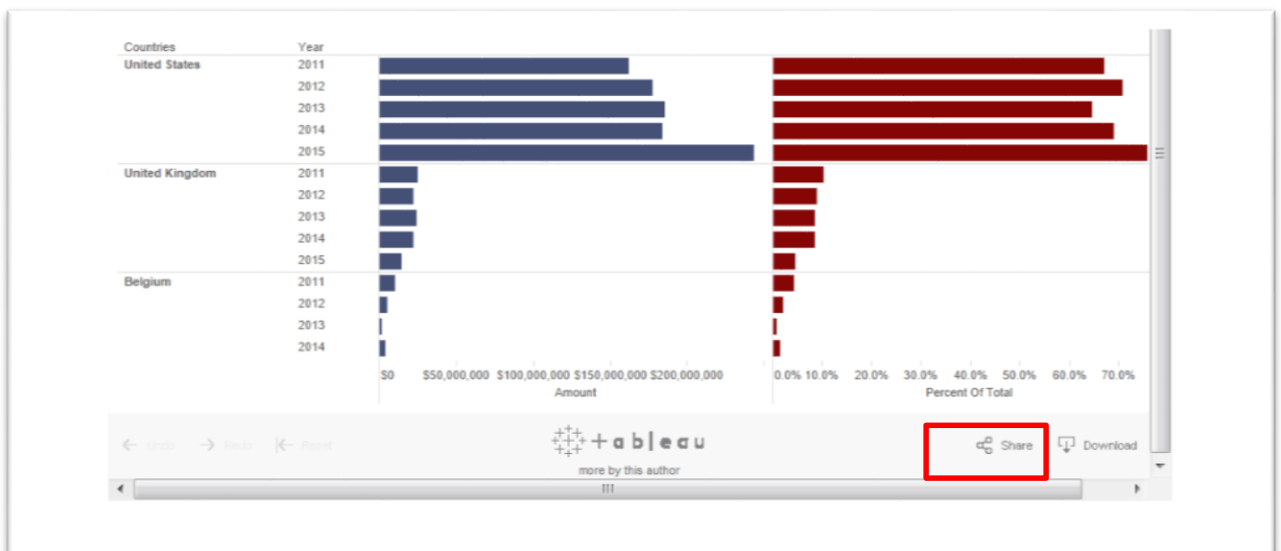 Countries Year
United States 2011
2012
2013
2014
2015
United Kingdom 2011
2012
2013
2014
2015
Belgium 2011
2012
2013
2014
$0 $50,000,000 $100,000,000 $150,000,000 $200,000,000 0.0% 10.0% 20.0% 30.0% 40.0% 50.0% 60.0% 70.0%
Amount Percent Of Total
Undo Redo Reset tableau Share Download
more by this author